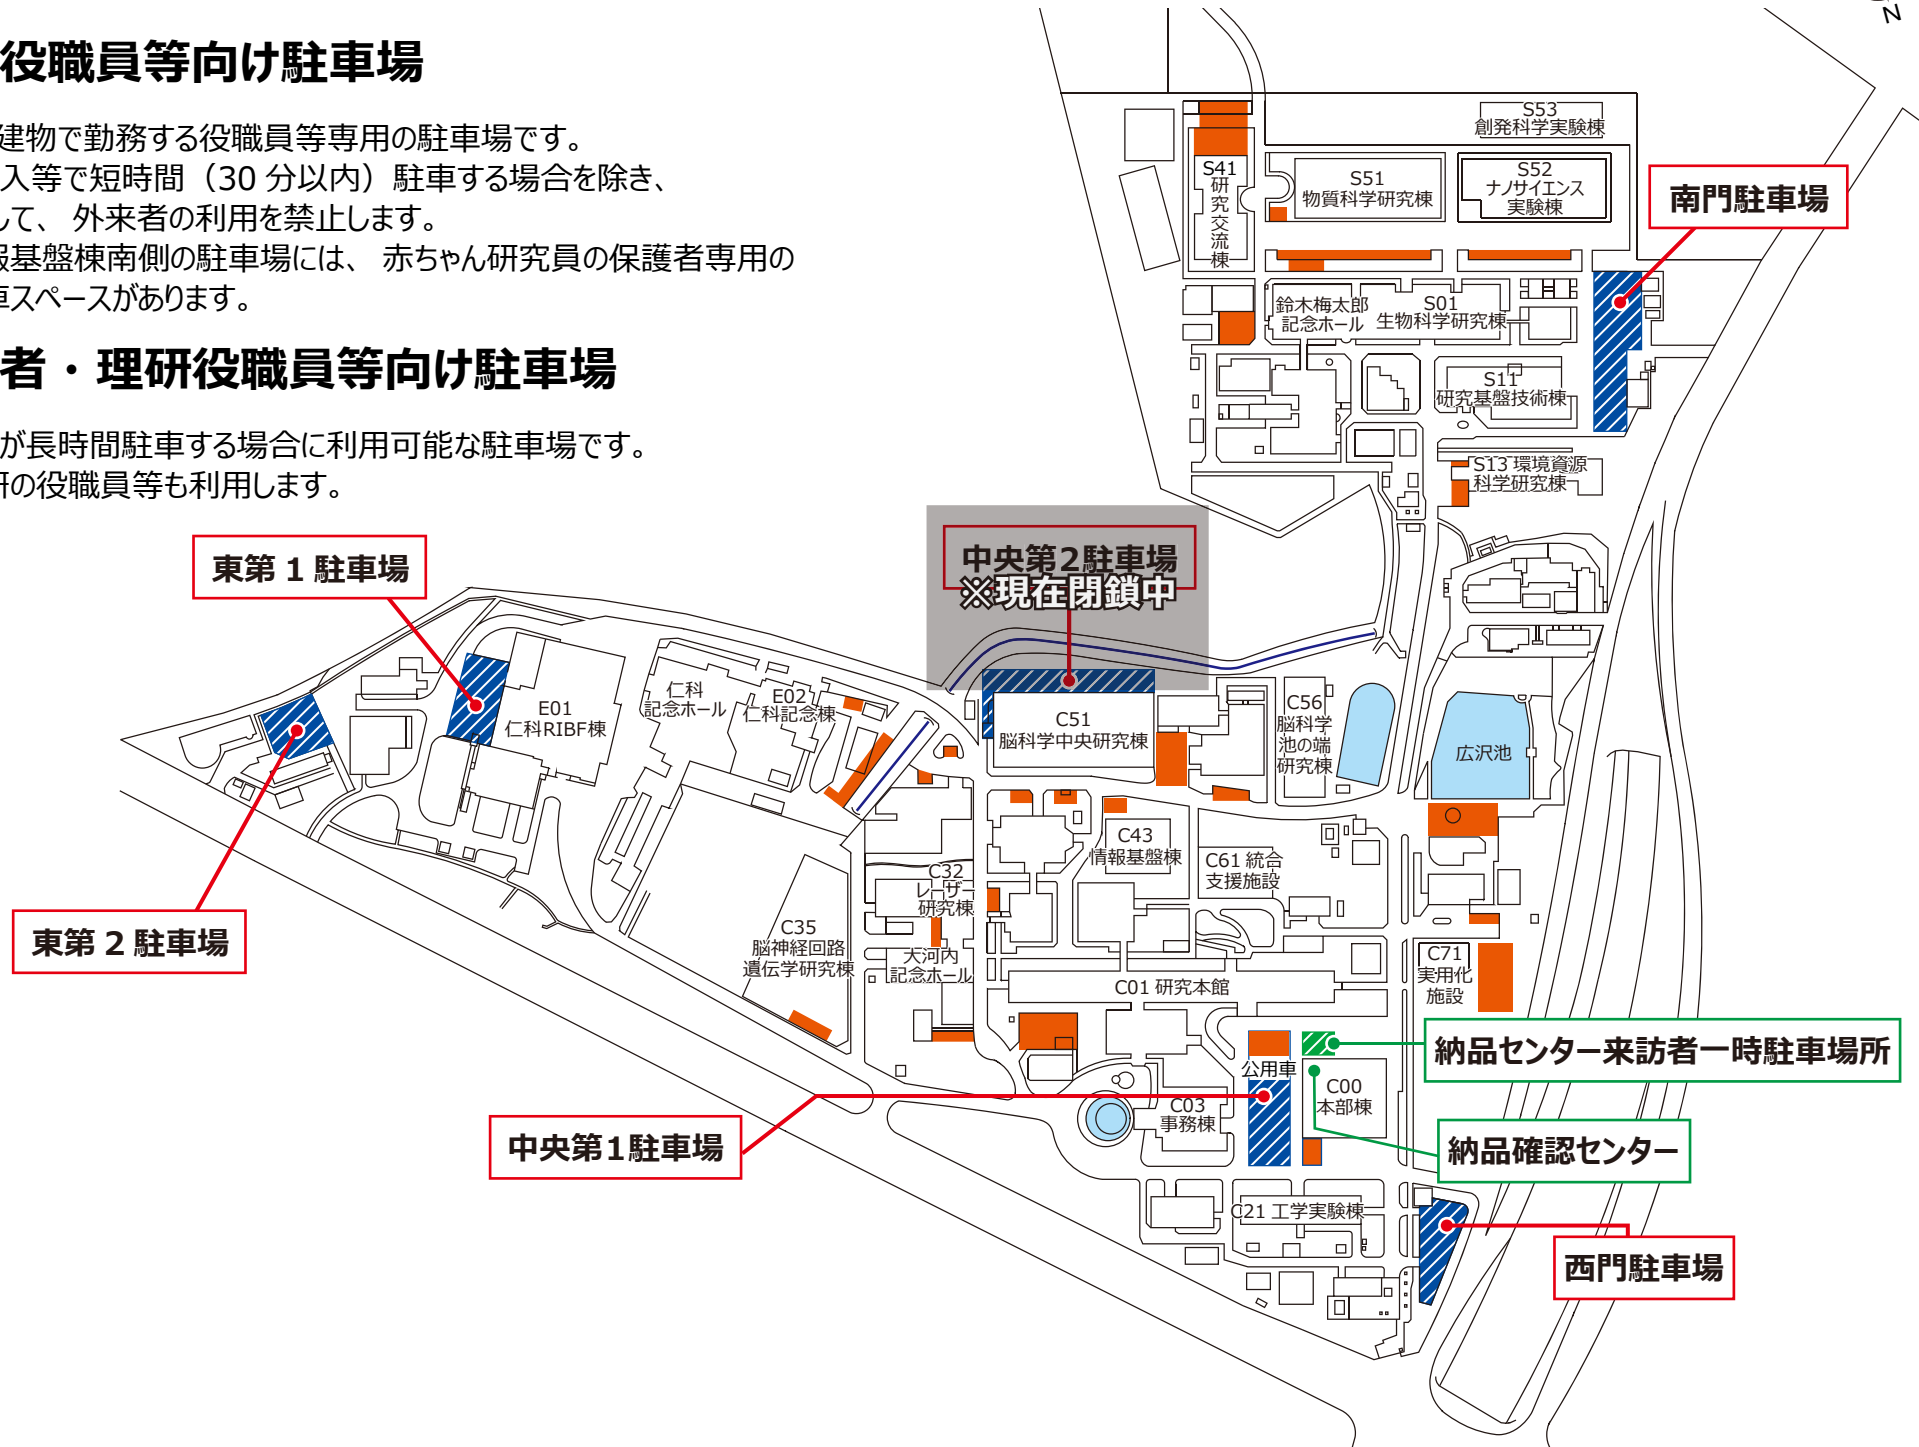 役職員等向け駐車場
建物で勤務する役職員等専用の駐車場です。
入等で短時間（30 分以内）駐車する場合を除き、
して、 外来者の利用を禁止します。
報基盤棟南側の駐車場には、 赤ちゃん研究員の保護者専用の
車スペースがあります。
者・理研役職員等向け駐車場
が長時間駐車する場合に利用可能な駐車場です。
研の役職員等も利用します。
N
S53
創発科学実験棟
S41
研究交流棟
S51
物質科学研究棟
S52
ナノサイエンス
実験棟
南門駐車場
鈴木梅太郎
記念ホール
S01
生物科学研究棟
S11
研究基盤技術棟
S13 環境資源
科学研究棟
中央第2駐車場
※現在閉鎖中
東第 1 駐車場
E01
仁科RIBF棟
仁科
記念ホール
E02
仁科記念棟
C51
脳科学中央研究棟
C56
脳科学
池の端
研究棟
広沢池
C43
情報基盤棟
C61 統合
支援施設
C32
レーザー
研究棟
東第 2 駐車場
C35
脳神経回路
遺伝学研究棟
大河内
記念ホール
C01 研究本館
C71
実用化
施設
納品センター来訪者一時駐車場所
公用車
C00
本部棟
C03
事務棟
中央第1駐車場
納品確認センター
C21 工学実験棟
西門駐車場